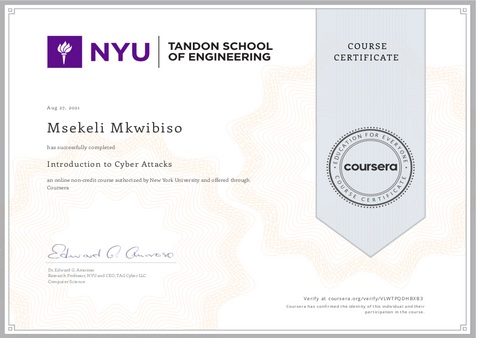 NYU
TANDON SCHOOL
OF ENGINEERING
COURSE
CERTIFICATE
Aug 27, 2021
Msekeli Mkwibiso
has successfully completed
Introduction to Cyber Attacks
an online non-credit course authorized by New York University and offered through
Coursera
EDUCATION FOR EVERYONE
coursera
COURSE CERTIFICATE
Edward G. Amoroso
Dr. Edward G. Amoroso
Research Professor, NYU and CEO, TAG Cyber LLC
Computer Science
Verify at coursera.org/verify/
Coursera has confirmed the identity of this individual and their
participation in the course.